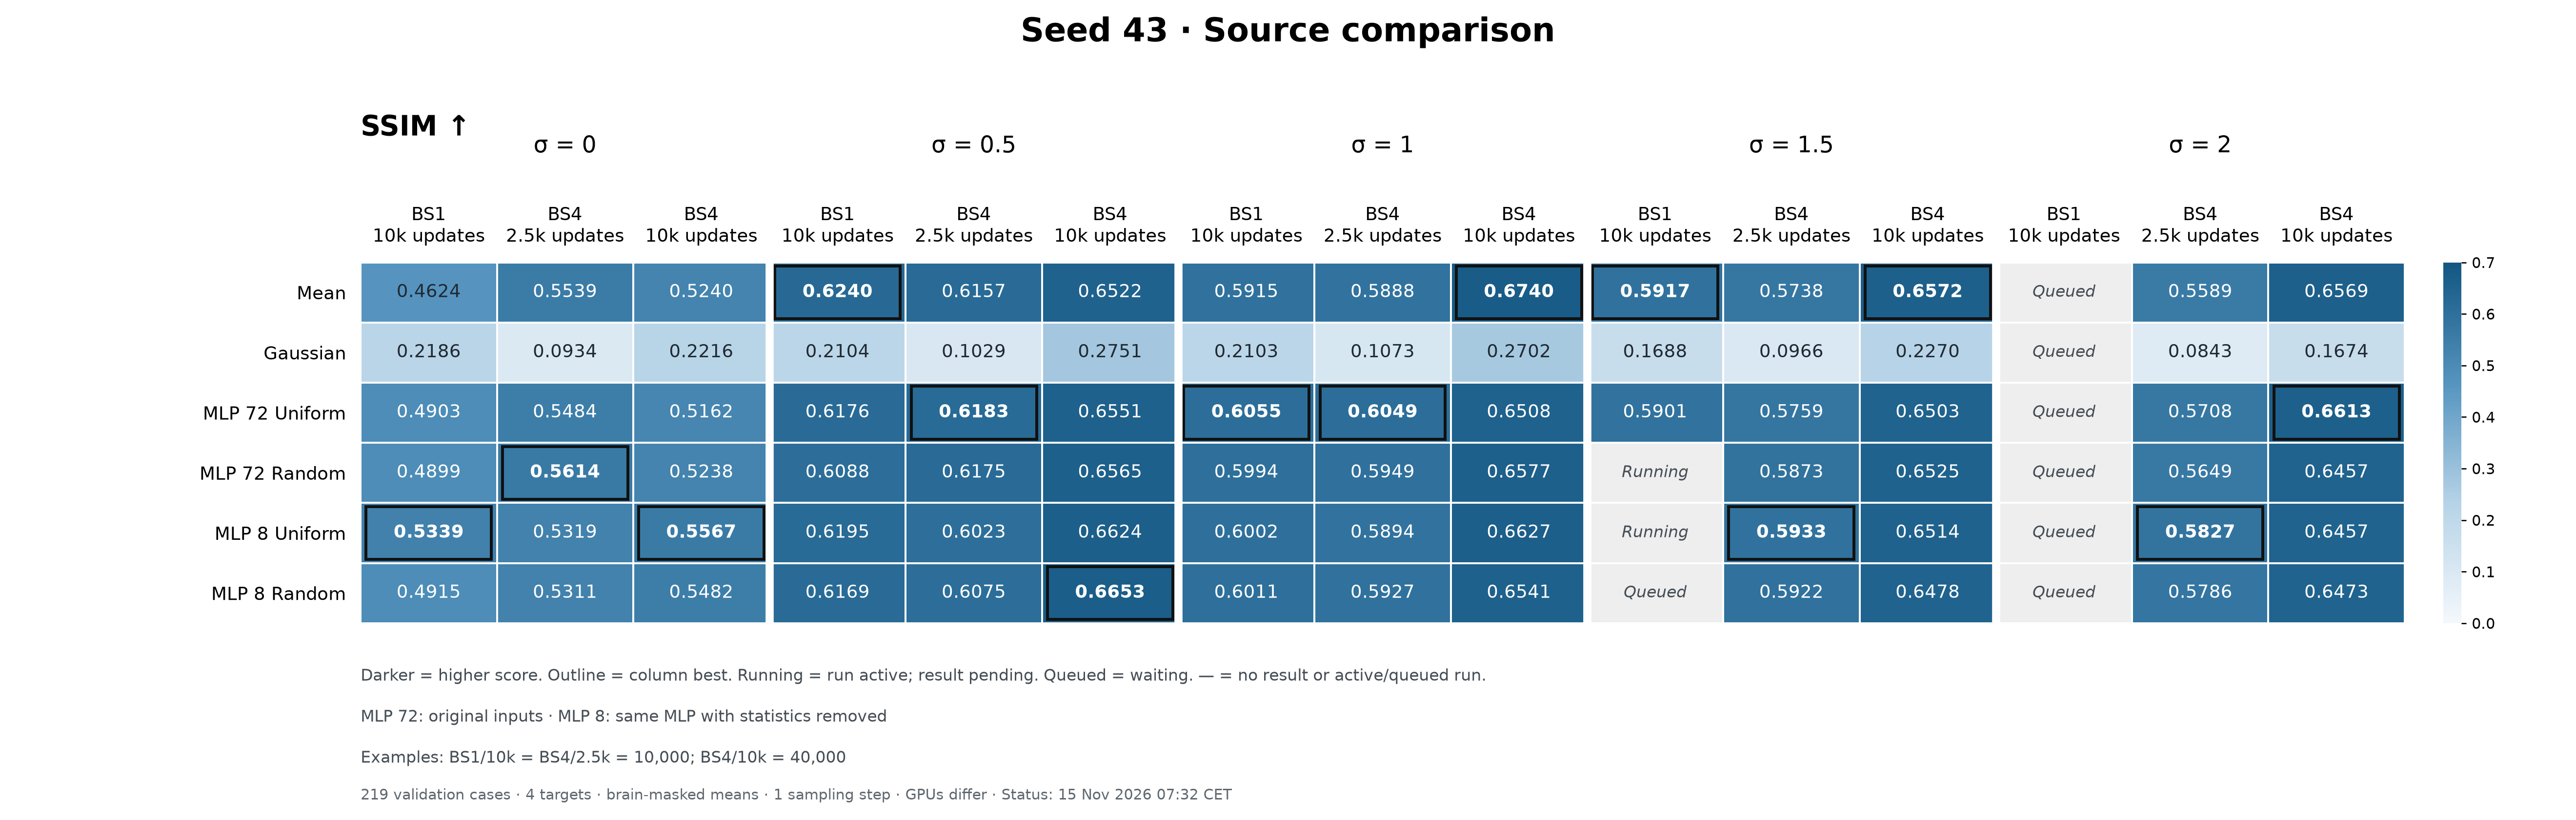 Seed 43 · Source comparison
SSIM ↑
σ = 0 σ = 0.5 σ = 1 σ = 1.5 σ = 2
BS1 BS4 BS4 BS1 BS4 BS4 BS1 BS4 BS4 BS1 BS4 BS4 BS1 BS4 BS4
10k updates 2.5k updates 10k updates 10k updates 2.5k updates 10k updates 10k updates 2.5k updates 10k updates 10k updates 2.5k updates 10k updates 10k updates 2.5k updates 10k updates
Mean 0.4624 0.5539 0.5240 0.6240 0.6157 0.6522 0.5915 0.5888 0.6740 0.5917 0.5738 0.6572 Queued 0.5589 0.6569
Gaussian 0.2186 0.0934 0.2216 0.2104 0.1029 0.2751 0.2103 0.1073 0.2702 0.1688 0.0966 0.2270 Queued 0.0843 0.1674
MLP 72 Uniform 0.4903 0.5484 0.5162 0.6176 0.6183 0.6551 0.6055 0.6049 0.6508 0.5901 0.5759 0.6503 Queued 0.5708 0.6613
MLP 72 Random 0.4899 0.5614 0.5238 0.6088 0.6175 0.6565 0.5994 0.5949 0.6577 Running 0.5873 0.6525 Queued 0.5649 0.6457
MLP 8 Uniform 0.5339 0.5319 0.5567 0.6195 0.6023 0.6624 0.6002 0.5894 0.6627 Running 0.5933 0.6514 Queued 0.5827 0.6457
MLP 8 Random 0.4915 0.5311 0.5482 0.6169 0.6075 0.6653 0.6011 0.5927 0.6541 Queued 0.5922 0.6478 Queued 0.5786 0.6473
0.7
0.6
0.5
0.4
0.3
0.2
0.1
0.0
Darker = higher score. Outline = column best. Running = run active; result pending. Queued = waiting. — = no result or active/queued run.
MLP 72: original inputs · MLP 8: same MLP with statistics removed
Examples: BS1/10k = BS4/2.5k = 10,000; BS4/10k = 40,000
219 validation cases · 4 targets · brain-masked means · 1 sampling step · GPUs differ · Status: 15 Nov 2026 07:32 CET